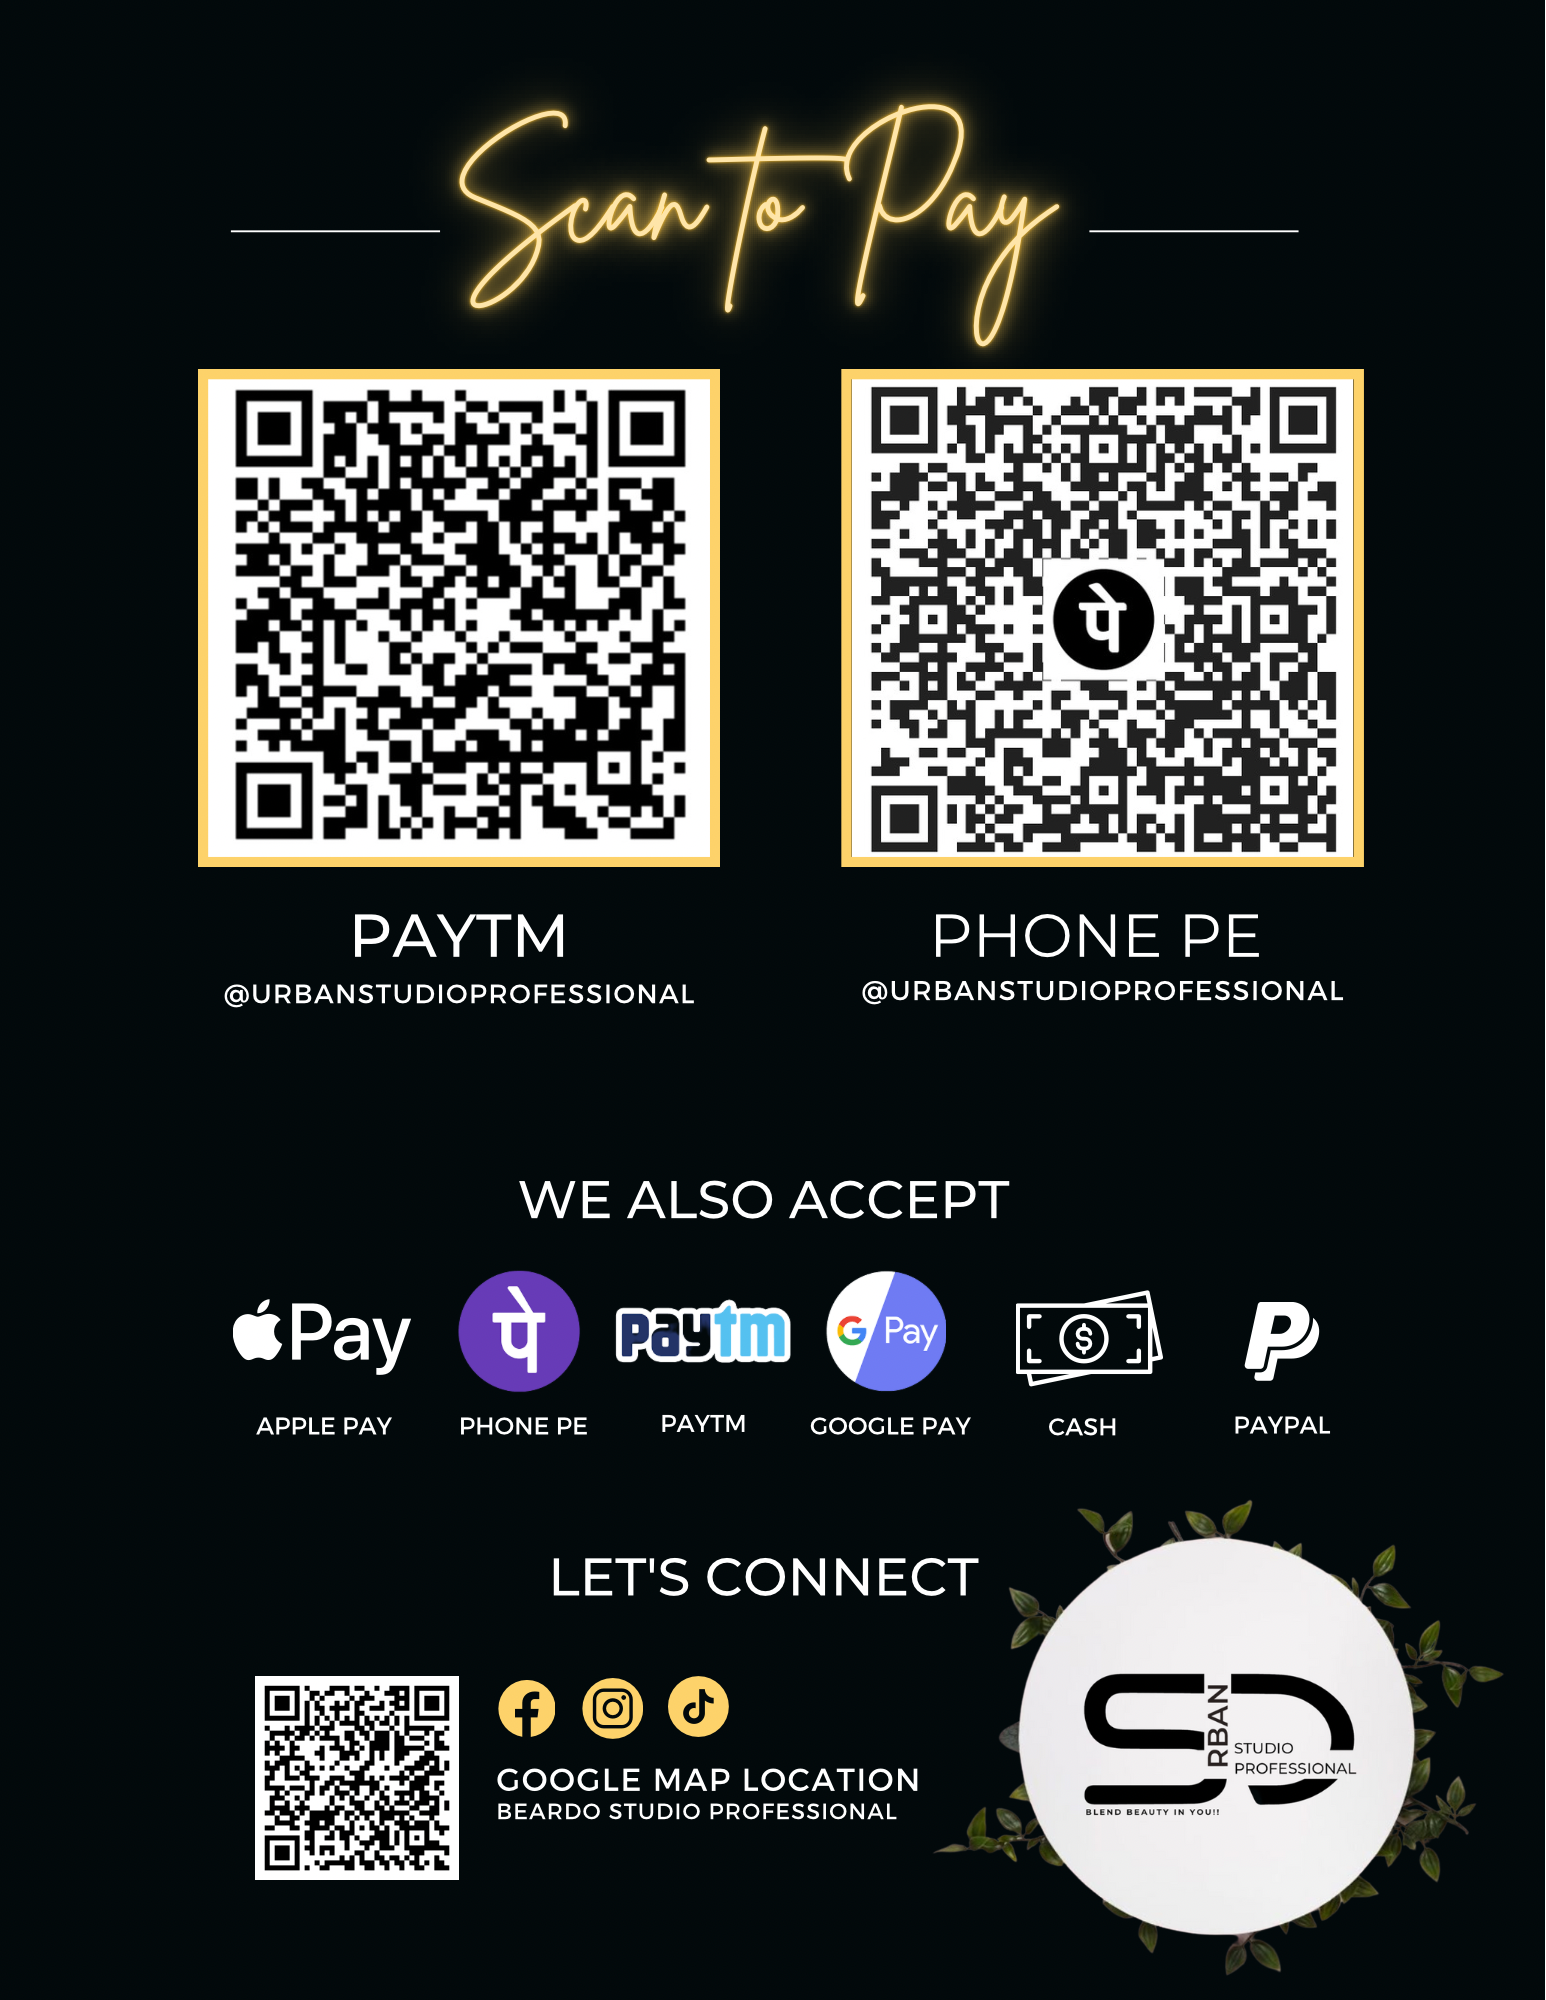 Scan to Pay
पे
PAYTM
@URBANSTUDIOPROFESSIONAL
PHONE PE
@URBANSTUDIOPROFESSIONAL
WE ALSO ACCEPT
Pay
पे
paytm
G Pay
$
APPLE PAY
PHONE PE
PAYTM
GOOGLE PAY
CASH
PAYPAL
LET'S CONNECT
GOOGLE MAP LOCATION
BEARDO STUDIO PROFESSIONAL
RBAN
STUDIO
PROFESSIONAL
BLEND BEAUTY IN YOU!!